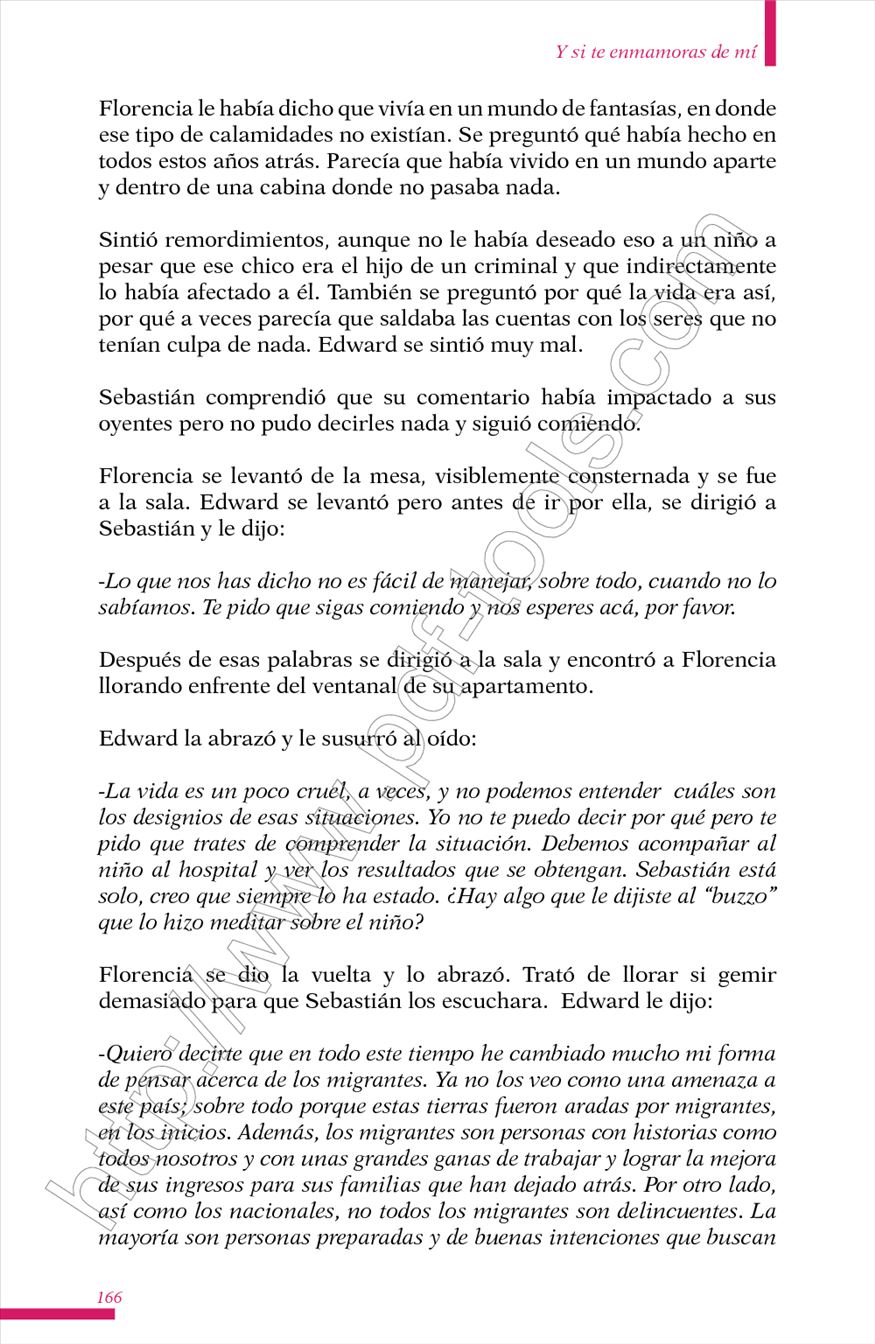 Y si te enmamoras de mí
Florencia le había dicho que vivía en un mundo de fantasías, en donde
ese tipo de calamidades no existían. Se preguntó qué había hecho en
todos estos años atrás. Parecía que había vivido en un mundo aparte
y dentro de una cabina donde no pasaba nada.
Sintió remordimientos, aunque no le había deseado eso a un niño a
pesar que ese chico era el hijo de un criminal y que indirectamente
lo había afectado a él. También se preguntó por qué la vida era así,
por qué a veces parecía que saldaba las cuentas con los seres que no
tenían culpa de nada. Edward se sintió muy mal.
Sebastián comprendió que su comentario había impactado a sus
oyentes pero no pudo decirles nada y siguió comiendo.
Florencia se levantó de la mesa, visiblemente consternada y se fue
a la sala. Edward se levantó pero antes de ir por ella, se dirigió a
Sebastián y le dijo:
-Lo que nos has dicho no es fácil de manejar, sobre todo, cuando no lo
sabíamos. Te pido que sigas comiendo y nos esperes acá, por favor.
Después de esas palabras se dirigió a la sala y encontró a Florencia
llorando enfrente del ventanal de su apartamento.
Edward la abrazó y le susurró al oído:
-La vida es un poco cruel, a veces, y no podemos entender cuáles son
los designios de esas situaciones. Yo no te puedo decir por qué pero te
pido que trates de comprender la situación. Debemos acompañar al
niño al hospital y ver los resultados que se obtengan. Sebastián está
solo, creo que siempre lo ha estado. ¿Hay algo que le dijiste al “buzzo”
que lo hizo meditar sobre el niño?
Florencia se dio la vuelta y lo abrazó. Trató de llorar si gemir
demasiado para que Sebastián los escuchara. Edward le dijo:
-Quiero decirte que en todo este tiempo he cambiado mucho mi forma
de pensar acerca de los migrantes. Ya no los veo como una amenaza a
este país; sobre todo porque estas tierras fueron aradas por migrantes,
en los inicios. Además, los migrantes son personas con historias como
todos nosotros y con unas grandes ganas de trabajar y lograr la mejora
de sus ingresos para sus familias que han dejado atrás. Por otro lado,
así como los nacionales, no todos los migrantes son delincuentes. La
mayoría son personas preparadas y de buenas intenciones que buscan
166
http://www.pdf-tools.com